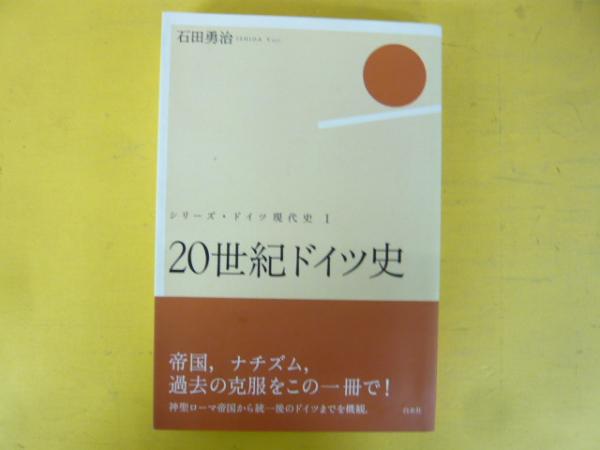 石田勇治 ISHIDA Yuji
シリーズ・ドイツ現代史 I
20世紀ドイツ史
帝国，ナチズム，
過去の克服をこの一冊で!
神聖ローマ帝国から統一後のドイツまでを概観。
白水社